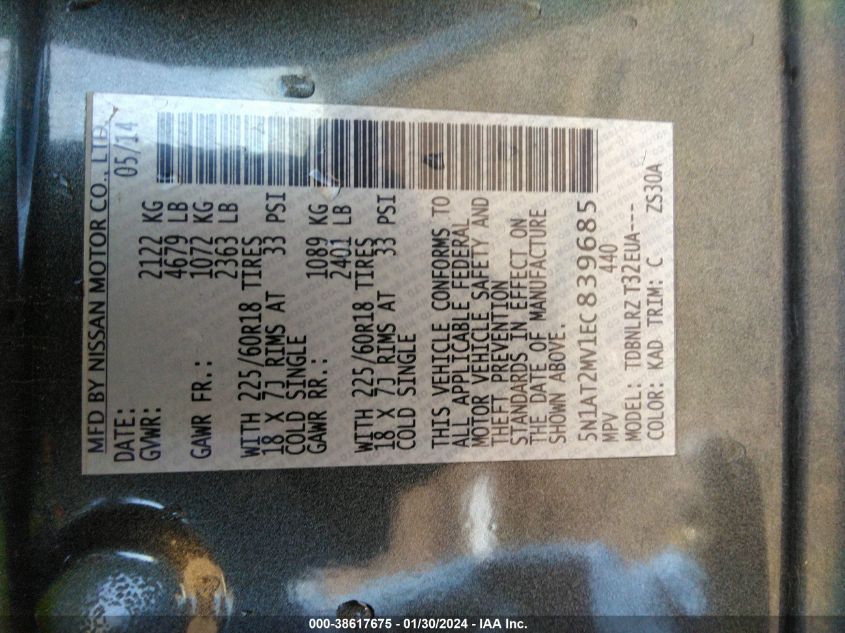 MFD BY NISSAN MOTOR CO., LTD.
DATE: 05/14
GVWR: 2122 KG
4679 LB
GAWR FR.: 1072 KG
2363 LB
WITH 225/60R18 TIRES
18 X 7J RIMS AT 33 PSI
COLD SINGLE
GAWR RR.: 1089 KG
2401 LB
WITH 225/60R18 TIRES
18 X 7J RIMS AT 33 PSI
COLD SINGLE
THIS VEHICLE CONFORMS TO
ALL APPLICABLE FEDERAL
MOTOR VEHICLE SAFETY AND
THEFT PREVENTION
STANDARDS IN EFFECT ON
THE DATE OF MANUFACTURE
SHOWN ABOVE.
5N1AT2MV1EC839685
MPV 440
MODEL: TDBNLRZ T32EUA---
COLOR: KAD TRIM: C ZS30A
000-38617675 - 01/30/2024 - IAA Inc.